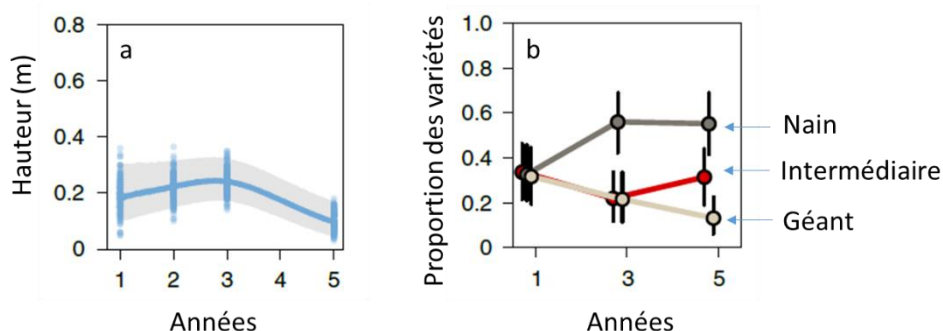 Hauteur (m)
0.8
0.6
0.4
0.2
0
a
1 2 3 4 5
Années
Proportion des variétés
1.0
0.8
0.6
0.4
0.2
0
b
1 3 5
Années
Nain
Intermédiaire
Géant